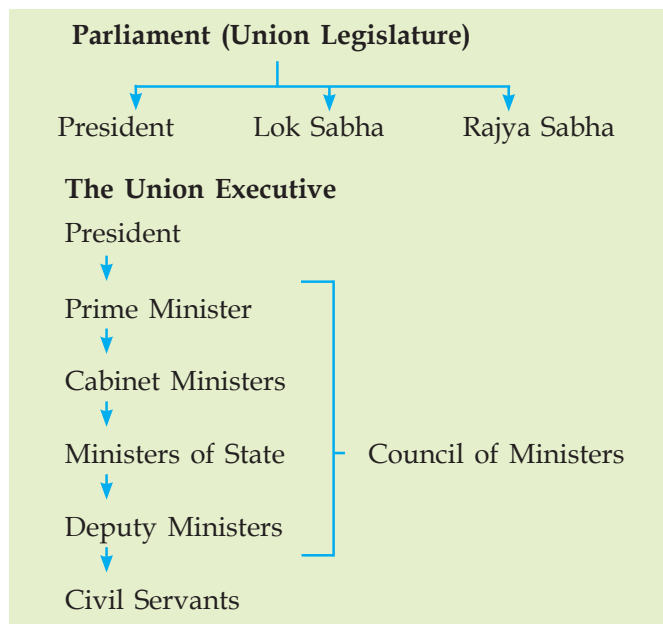 Parliament (Union Legislature)
President Lok Sabha Rajya Sabha
The Union Executive
President
Prime Minister
Cabinet Ministers
Ministers of State Council of Ministers
Deputy Ministers
Civil Servants